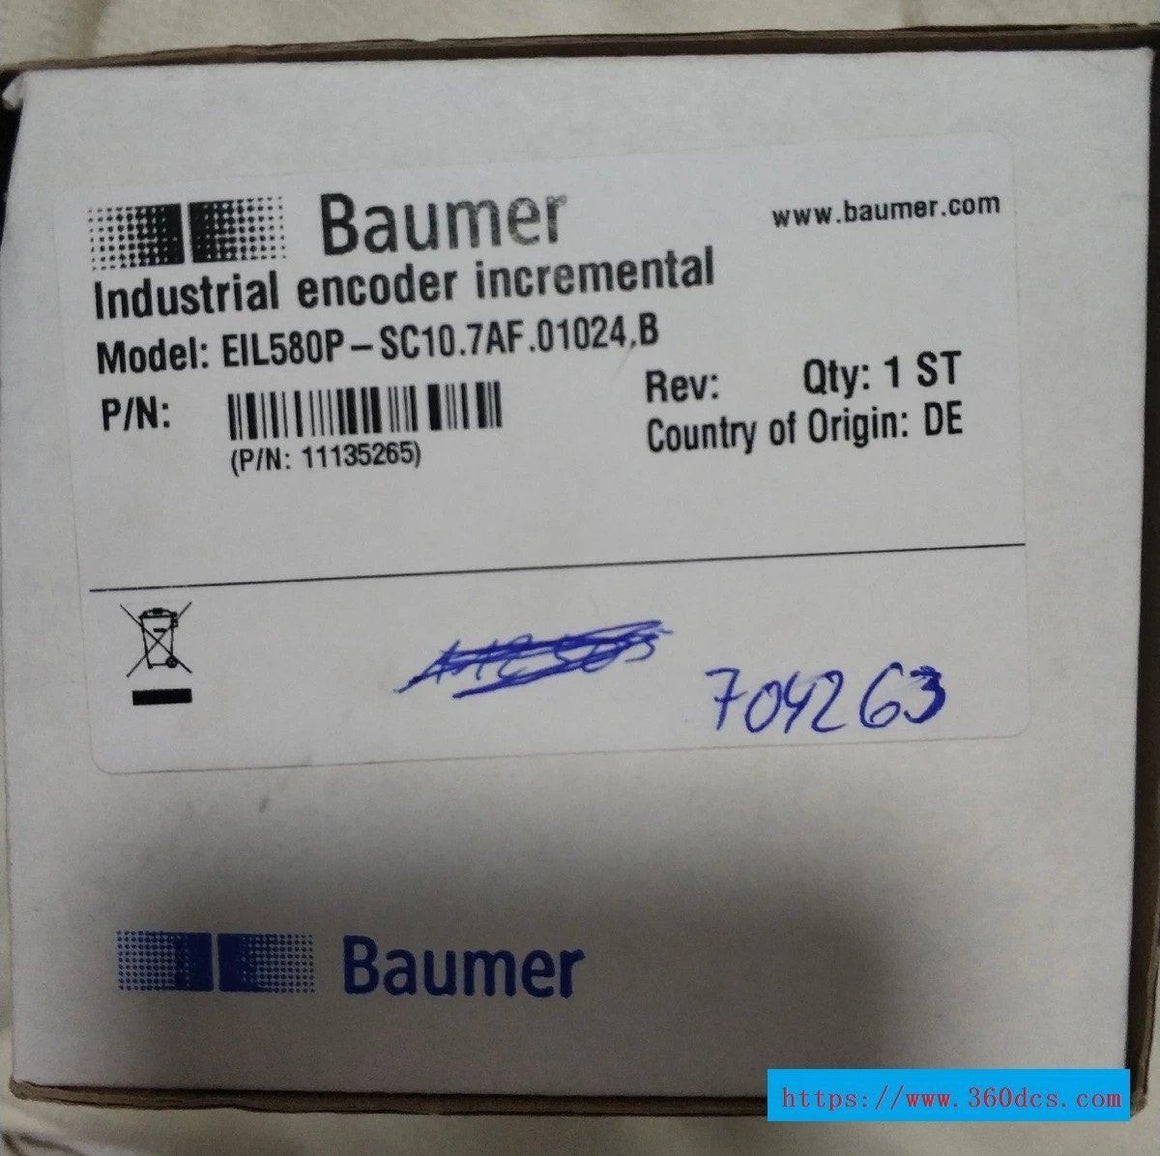 Baumer
www.baumer.com
Industrial encoder incremental
Model: EIL580P-SC10.7AF.01024.B
P/N:
(P/N: 11135265)
Rev:
Qty: 1 ST
Country of Origin: DE
704263
Baumer
https://www.360dcs.com